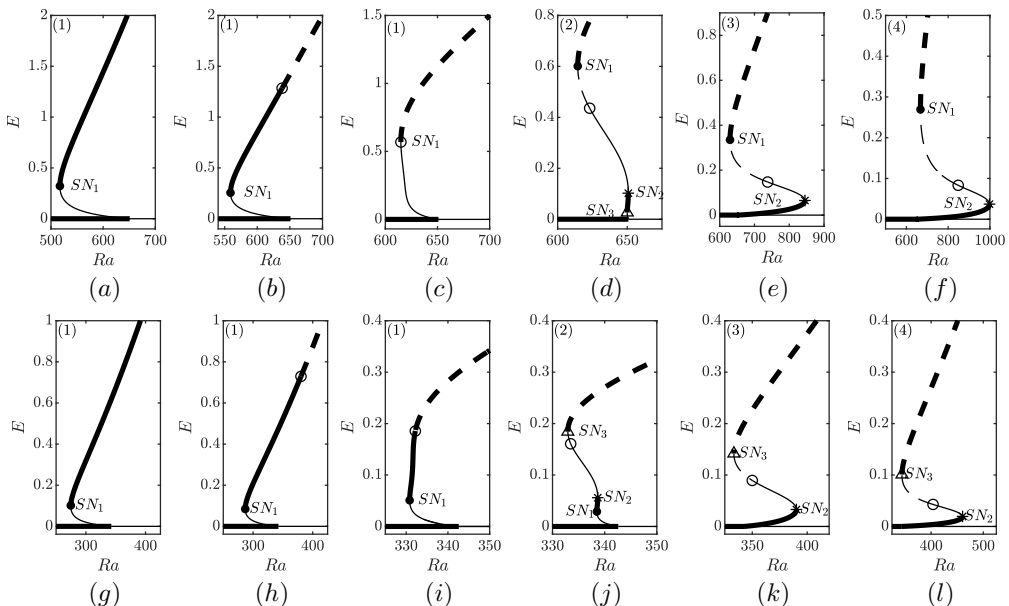 (1) (1) (1) (2) (3) (4)
2 2 1.5 0.8 0.8 0.5
1.5 1.5 1 0.6 0.6 0.4
1 1 0.5 0.4 0.4 0.3
0.5 0.5 0 0.2 0.2 0.2
0 0 0 0 0.1
0
E E E E E E
SN1 SN1 SN1 SN1 SN2 SN3 SN1 SN2 SN1 SN2
500 550 600 650 700 550 600 650 700 600 620 640 660 680 700 600 650 600 700 800 900 600 800 1000
Ra Ra Ra Ra Ra Ra
(a) (b) (c) (d) (e) (f)
(1) (1) (1) (2) (3) (4)
1 1 0.4 0.4 0.4 0.4
0.8 0.8 0.3 0.3 0.3 0.3
0.6 0.6 0.2 0.2 0.2 0.2
0.4 0.4 0.1 0.1 0.1 0.1
0.2 0.2 0 0 0 0
0 0
E E E E E E
SN1 SN1 SN1 SN3 SN2 SN1 SN3 SN2 SN3 SN2
300 400 300 400 330 340 350 330 340 350 350 400 400 500
Ra Ra Ra Ra Ra Ra
(g) (h) (i) (j) (k) (l)